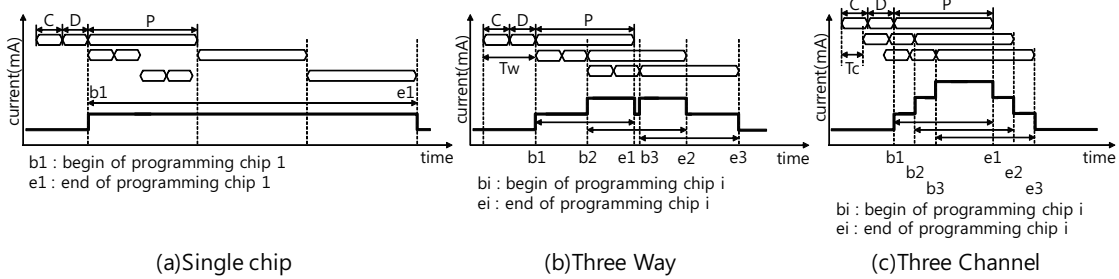 C D P
current(mA)
b1 e1
time
b1 : begin of programming chip 1
e1 : end of programming chip 1
(a)Single chip
C D P
current(mA)
Tw
time
b1 b2 e1 b3 e2 e3
bi : begin of programming chip i
ei : end of programming chip i
(b)Three Way
C D P
current(mA)
Tc
time
b1 e1
b2 e2
b3 e3
bi : begin of programming chip i
ei : end of programming chip i
(c)Three Channel